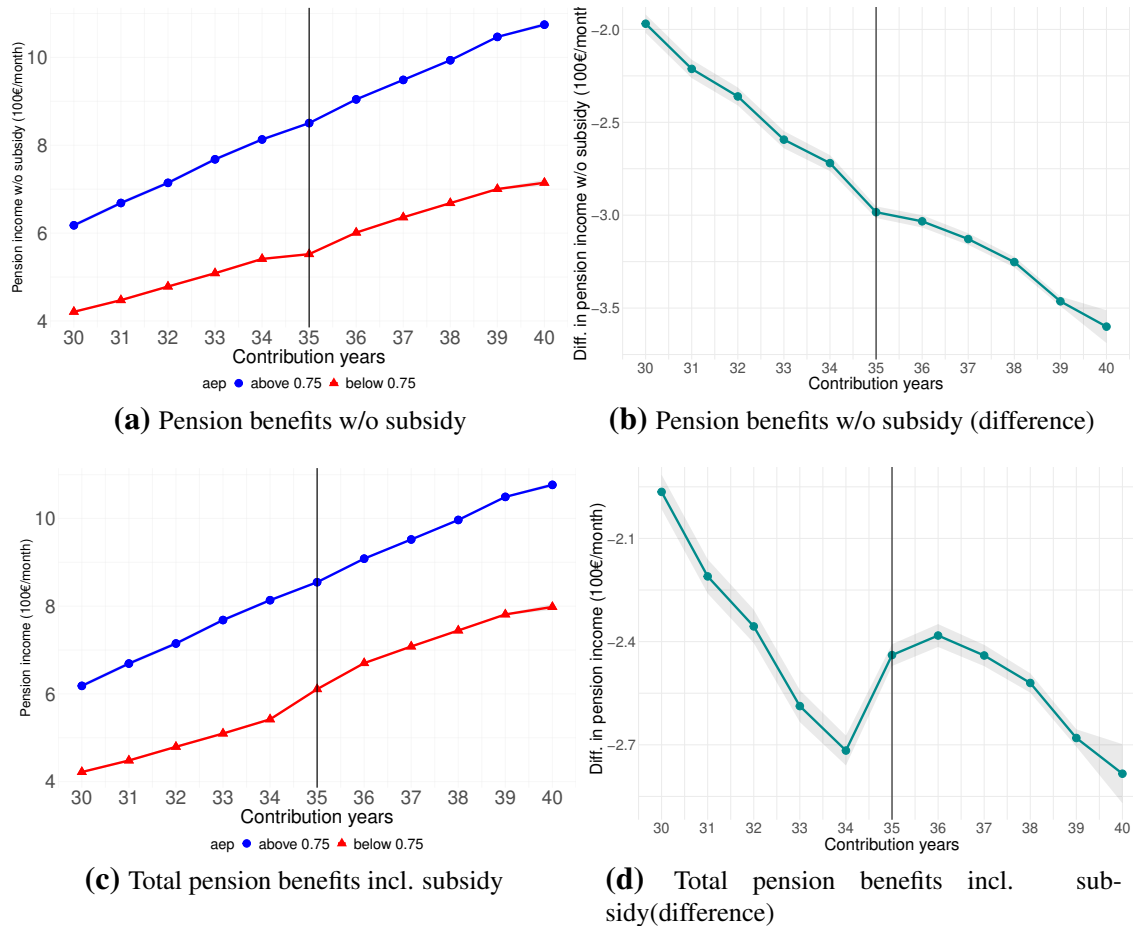 Pension income w/o subsidy (100€/month)
10
8
6
4
30 31 32 33 34 35 36 37 38 39 40
Contribution years
aep above 0.75 below 0.75
(a) Pension benefits w/o subsidy
Diff. in pension income w/o subsidy (100€/month)
−2.0
−2.5
−3.0
−3.5
30 31 32 33 34 35 36 37 38 39 40
Contribution years
(b) Pension benefits w/o subsidy (difference)
Pension income (100€/month)
10
8
6
4
30 31 32 33 34 35 36 37 38 39 40
Contribution years
aep above 0.75 below 0.75
(c) Total pension benefits incl. subsidy
Diff. in pension income (100€/month)
−2.1
−2.4
−2.7
30 31 32 33 34 35 36 37 38 39 40
Contribution years
(d) Total pension benefits incl. sub-
sidy(difference)